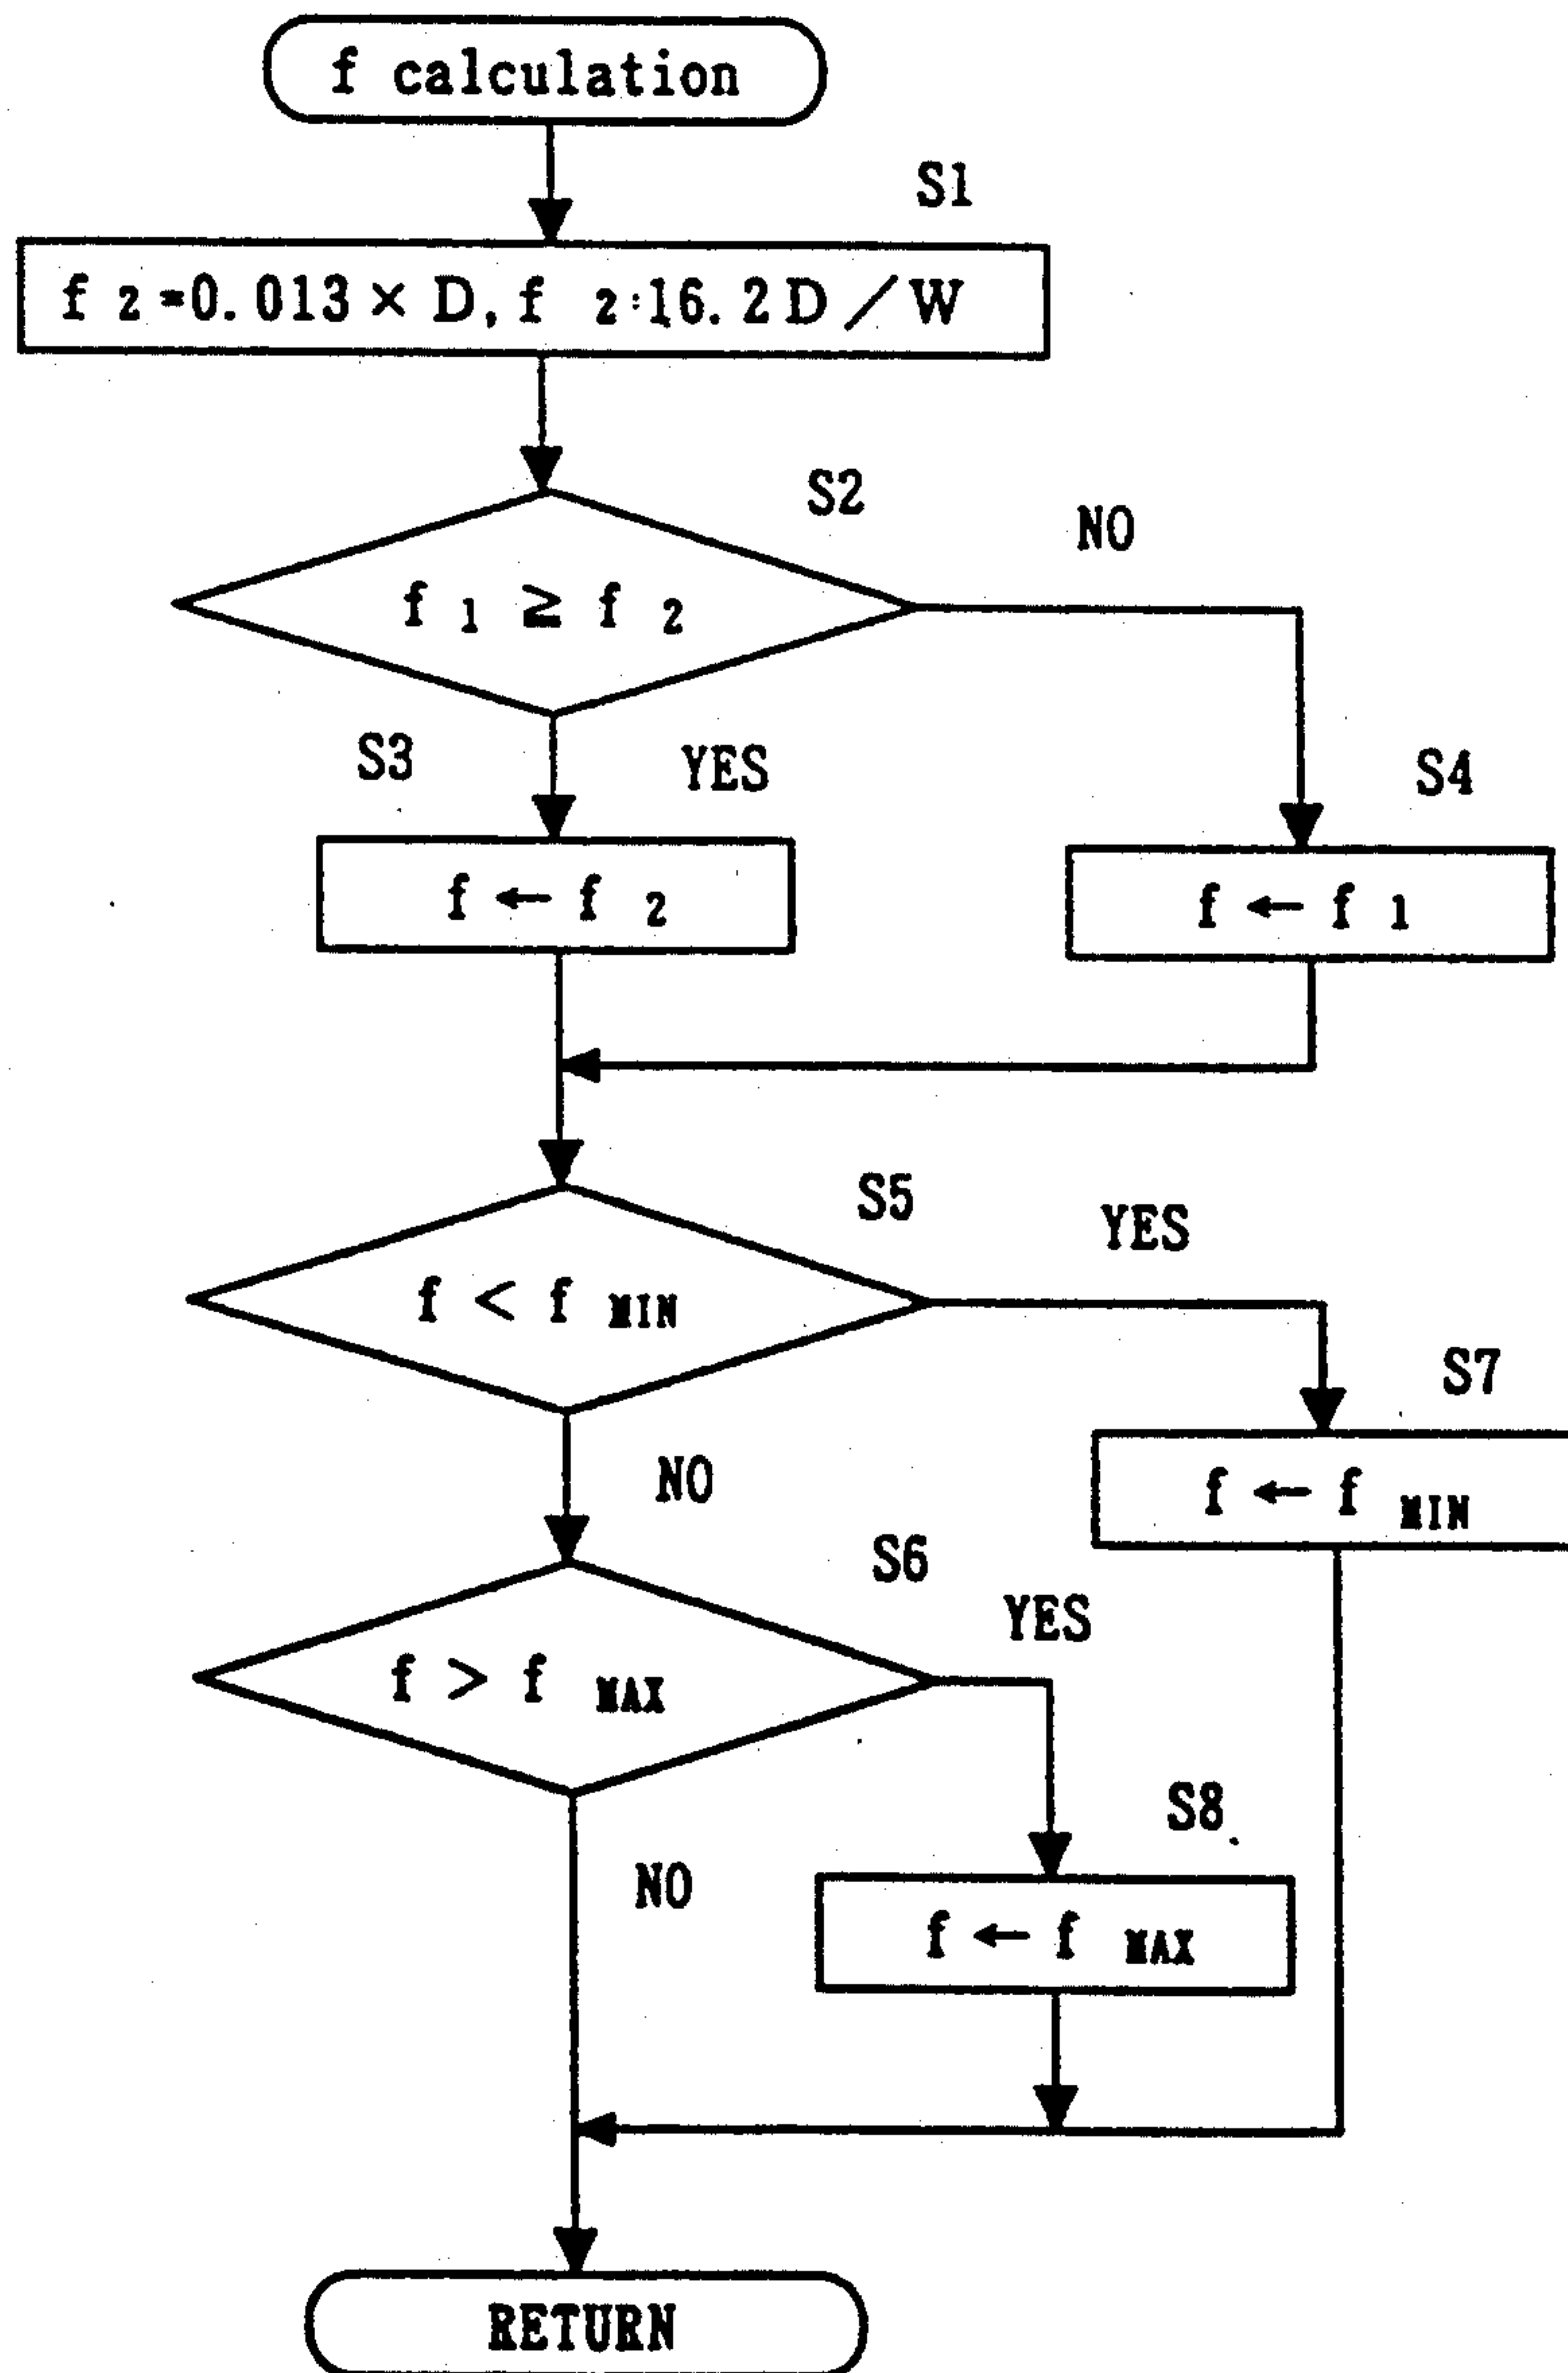 f calculation
S1
f 2=0.013 × D, f 2:16.2D/W
S2
NO
f 1 ≧ f 2
S3
YES
S4
f ← f 2
f ← f 1
S5
YES
f < f MIN
S7
NO
f ← f MIN
S6
YES
f > f MAX
S8
NO
f ← f MAX
RETURN